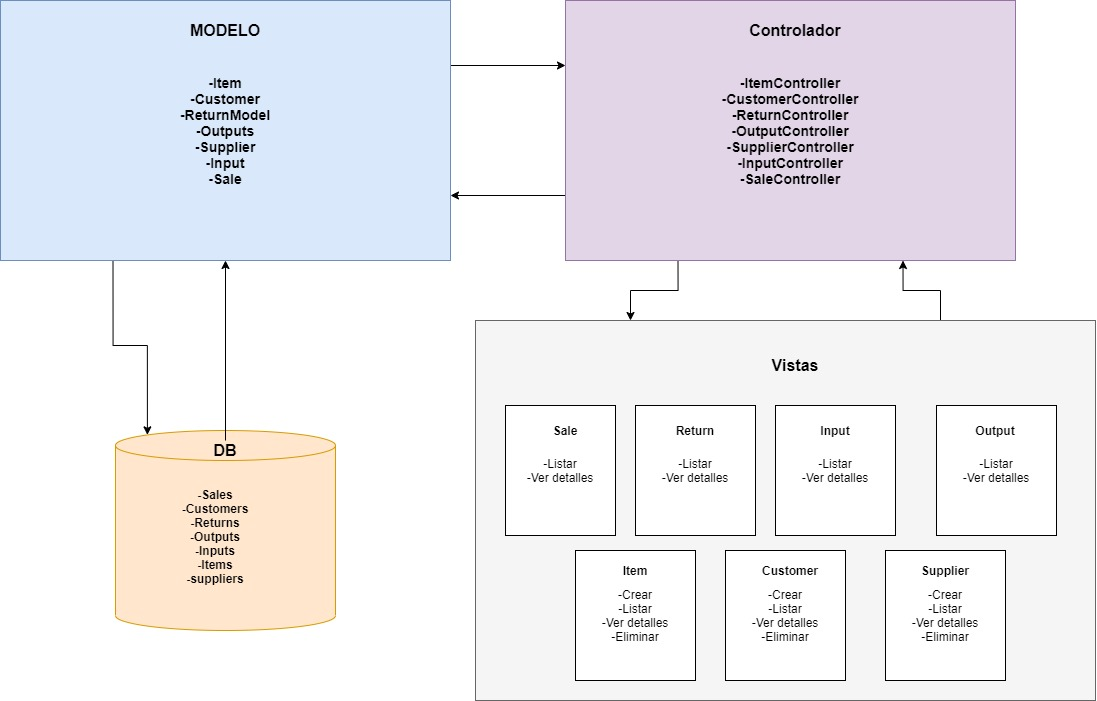 MODELO
-Item
-Customer
-ReturnModel
-Outputs
-Supplier
-Input
-Sale
Controlador
-ItemController
-CustomerController
-ReturnController
-OutputController
-SupplierController
-InputController
-SaleController
DB
-Sales
-Customers
-Returns
-Outputs
-Inputs
-Items
-suppliers
Vistas
Sale
-Listar
-Ver detalles
Return
-Listar
-Ver detalles
Input
-Listar
-Ver detalles
Output
-Listar
-Ver detalles
Item
-Crear
-Listar
-Ver detalles
-Eliminar
Customer
-Crear
-Listar
-Ver detalles
-Eliminar
Supplier
-Crear
-Listar
-Ver detalles
-Eliminar